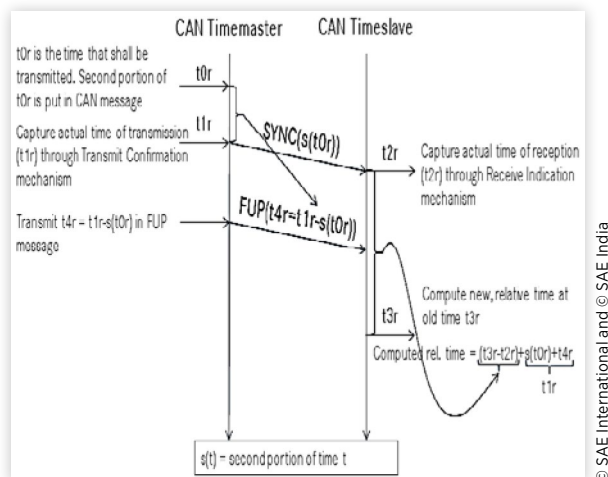 CAN Timemaster
CAN Timeslave
t0r is the time that shall be
transmitted. Second portion of
t0r is put in CAN message
t0r
Capture actual time of transmission
(t1r) through Transmit Confirmation
mechanism
t1r
SYNC(s(t0r))
t2r
Capture actual time of reception
(t2r) through Receive Indication
mechanism
Transmit t4r = t1r-s(t0r) in FUP
message
FUP(t4r=t1r-s(t0r))
t3r
Compute new, relative time at
old time t3r
Computed rel. time = (t3r-t2r)+s(t0r)+t4r
t1r
s(t) = second portion of time t
© SAE International and © SAE India